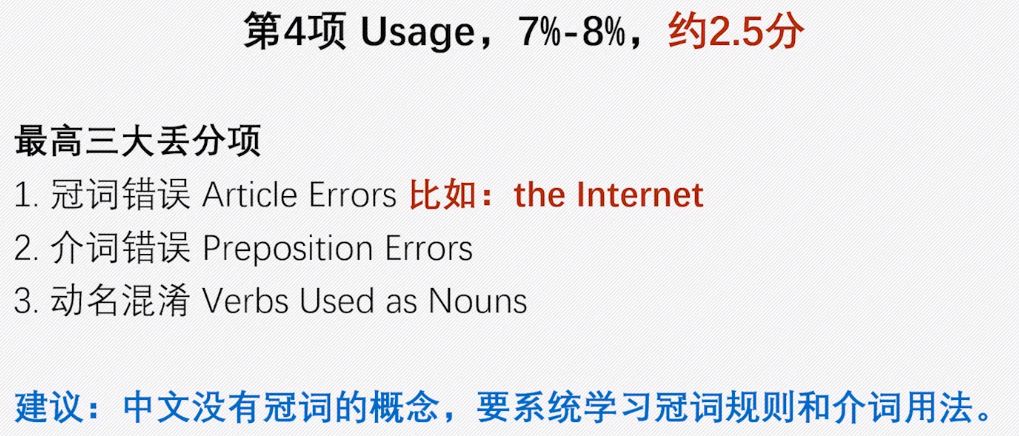 第4项 Usage，7%-8%，约2.5分
最高三大丢分项
1. 冠词错误 Article Errors 比如：the Internet
2. 介词错误 Preposition Errors
3. 动名混淆 Verbs Used as Nouns
建议：中文没有冠词的概念，要系统学习冠词规则和介词用法。